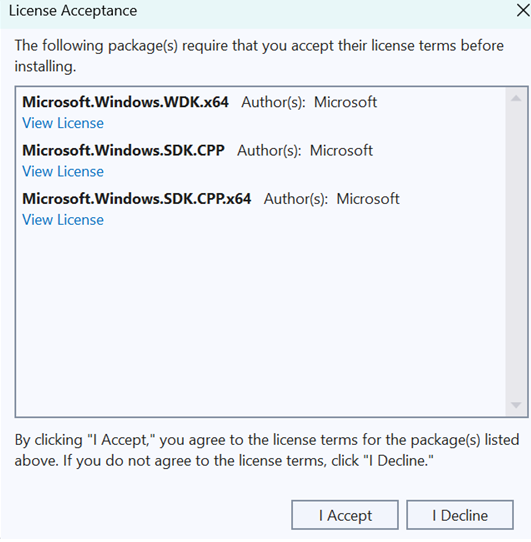 License Acceptance
The following package(s) require that you accept their license terms before
installing.
Microsoft.Windows.WDK.x64 Author(s): Microsoft
View License
Microsoft.Windows.SDK.CPP Author(s): Microsoft
View License
Microsoft.Windows.SDK.CPP.x64 Author(s): Microsoft
View License
By clicking "I Accept," you agree to the license terms for the package(s) listed
above. If you do not agree to the license terms, click "I Decline."
I Accept I Decline